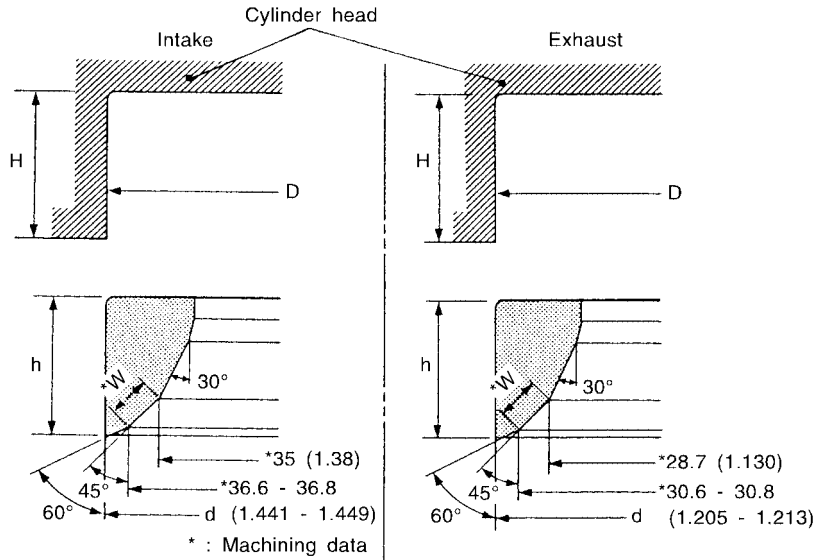 Cylinder head
Intake
Exhaust
H
D
H
D
h
*W
30°
*35 (1.38)
45°
*36.6 - 36.8
60°
d (1.441 - 1.449)
* : Machining data
h
*W
30°
*28.7 (1.130)
45°
*30.6 - 30.8
60°
d (1.205 - 1.213)